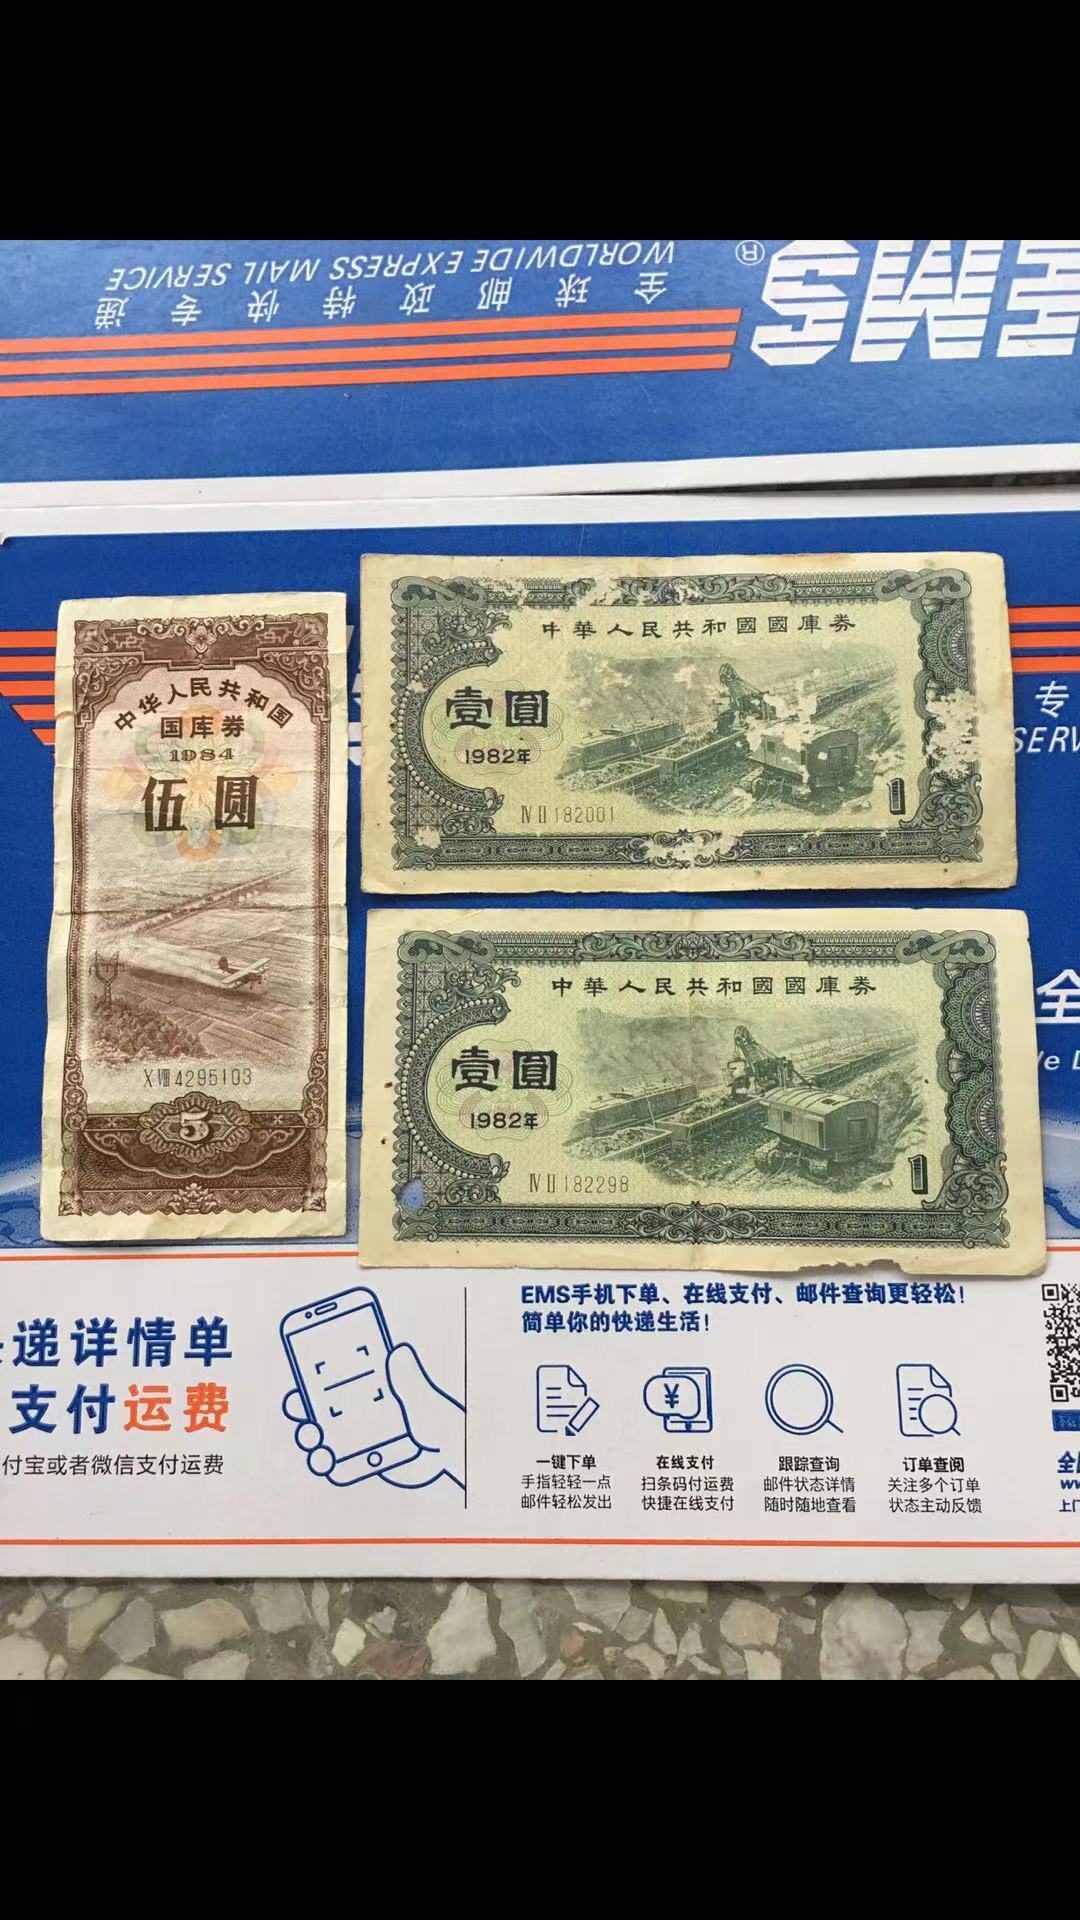 EMS®
WORLDWIDE EXPRESS MAIL SERVICE
全球邮政特快专递
中华人民共和国
国库券
1984
伍圆
XⅧ4295103
5
中華人民共和國國庫券
壹圓
1982年
ⅣⅡ182001
1
中華人民共和國國庫券
壹圓
1982年
ⅣⅡ182298
1
专
SERV
全
de E
递详情单
支付运费
付宝或者微信支付运费
EMS手机下单、在线支付、邮件查询更轻松！
简单你的快递生活！
一键下单
手指轻轻一点
邮件轻松发出
¥
在线支付
扫条码付运费
快捷在线支付
跟踪查询
邮件状态详情
随时随地查看
订单查阅
关注多个订单
状态主动反馈
ww
上门